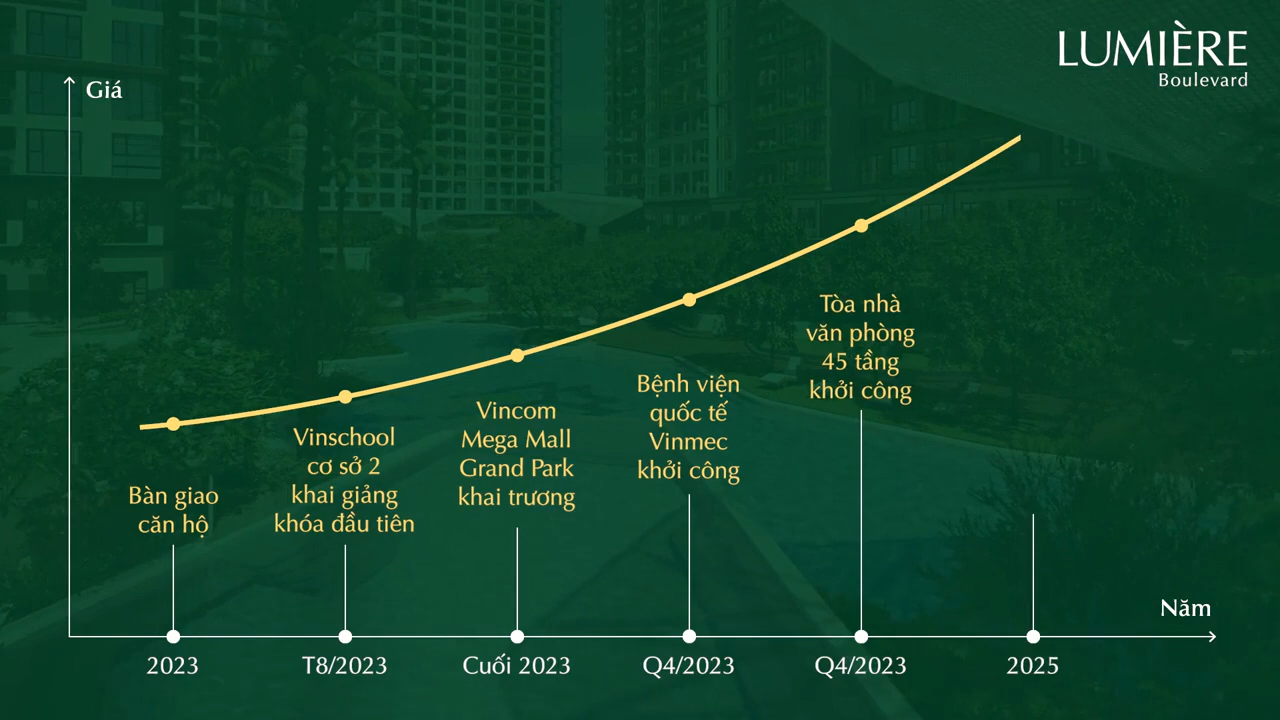 LUMIÈRE
Boulevard
Giá
Bàn giao
căn hộ
Vinschool
cơ sở 2
khai giảng
khóa đầu tiên
Vincom
Mega Mall
Grand Park
khai trương
Bệnh viện
quốc tế
Vinmec
khởi công
Tòa nhà
văn phòng
45 tầng
khởi công
Năm
2023
T8/2023
Cuối 2023
Q4/2023
Q4/2023
2025